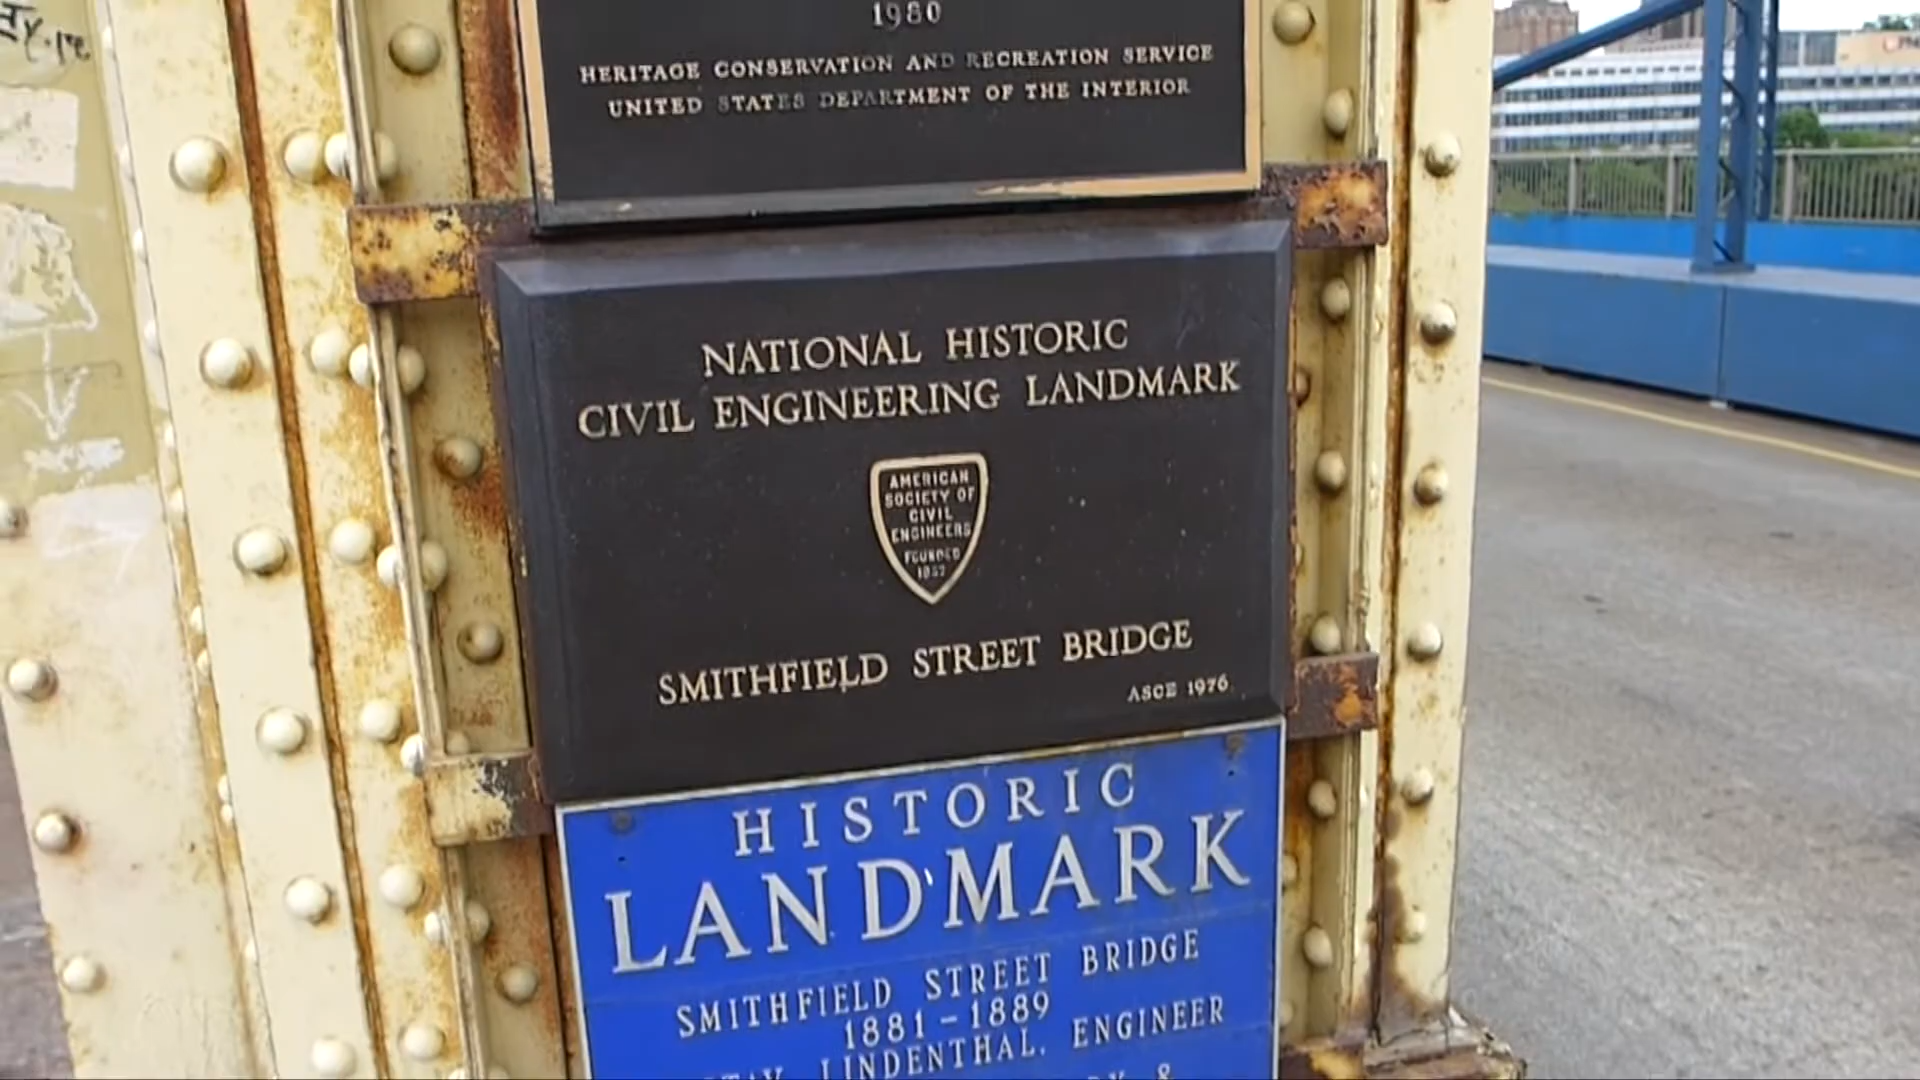 1980
HERITAGE CONSERVATION AND RECREATION SERVICE
UNITED STATES DEPARTMENT OF THE INTERIOR
NATIONAL HISTORIC
CIVIL ENGINEERING LANDMARK
AMERICAN
SOCIETY OF
CIVIL
ENGINEERS
FOUNDED
1852
SMITHFIELD STREET BRIDGE
ASCE 1976
HISTORIC
LANDMARK
SMITHFIELD STREET BRIDGE
1881-1889
LINDENTHAL, ENGINEER
&